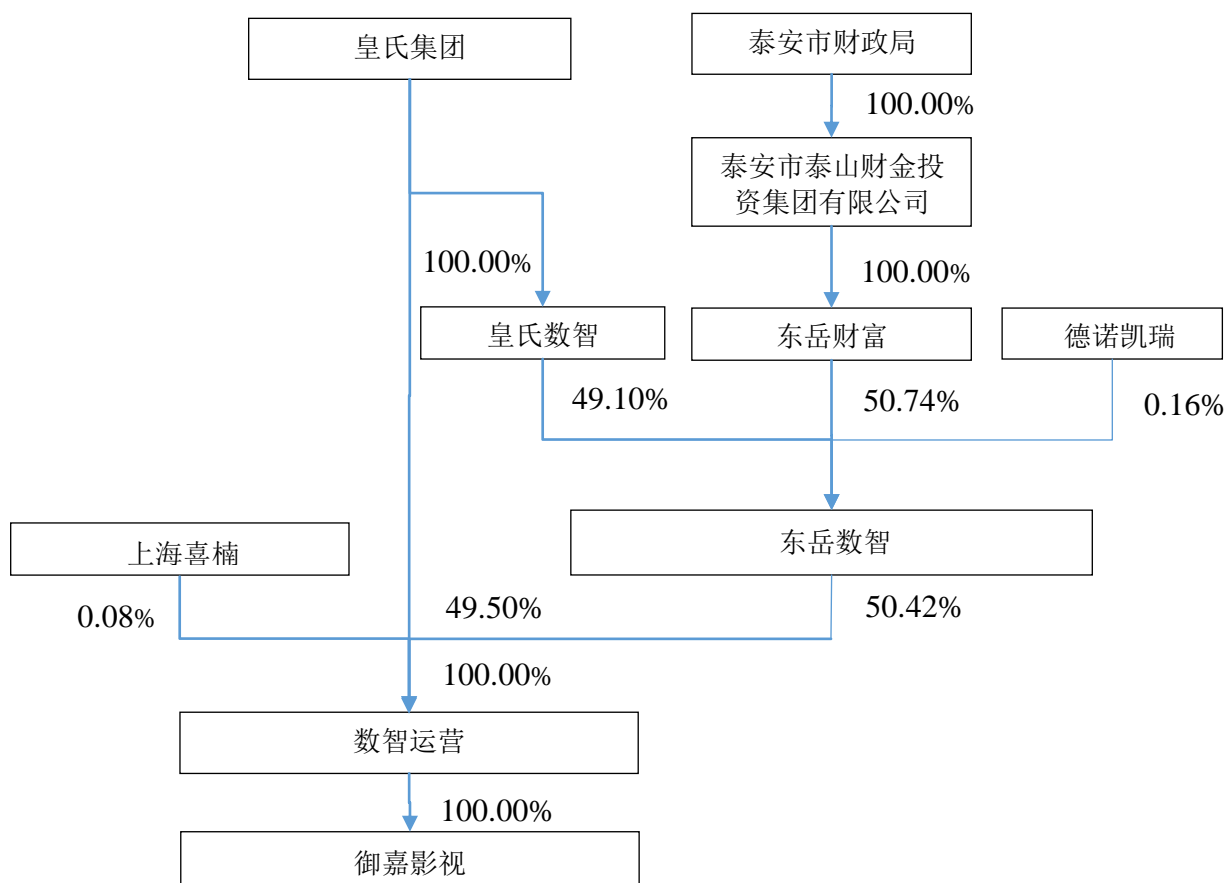 皇氏集团
泰安市财政局
100.00%
泰安市泰山财金投
资集团有限公司
100.00%
100.00%
皇氏数智
东岳财富
德诺凯瑞
49.10%
50.74%
0.16%
上海喜楠
东岳数智
0.08%
49.50%
50.42%
100.00%
数智运营
100.00%
御嘉影视